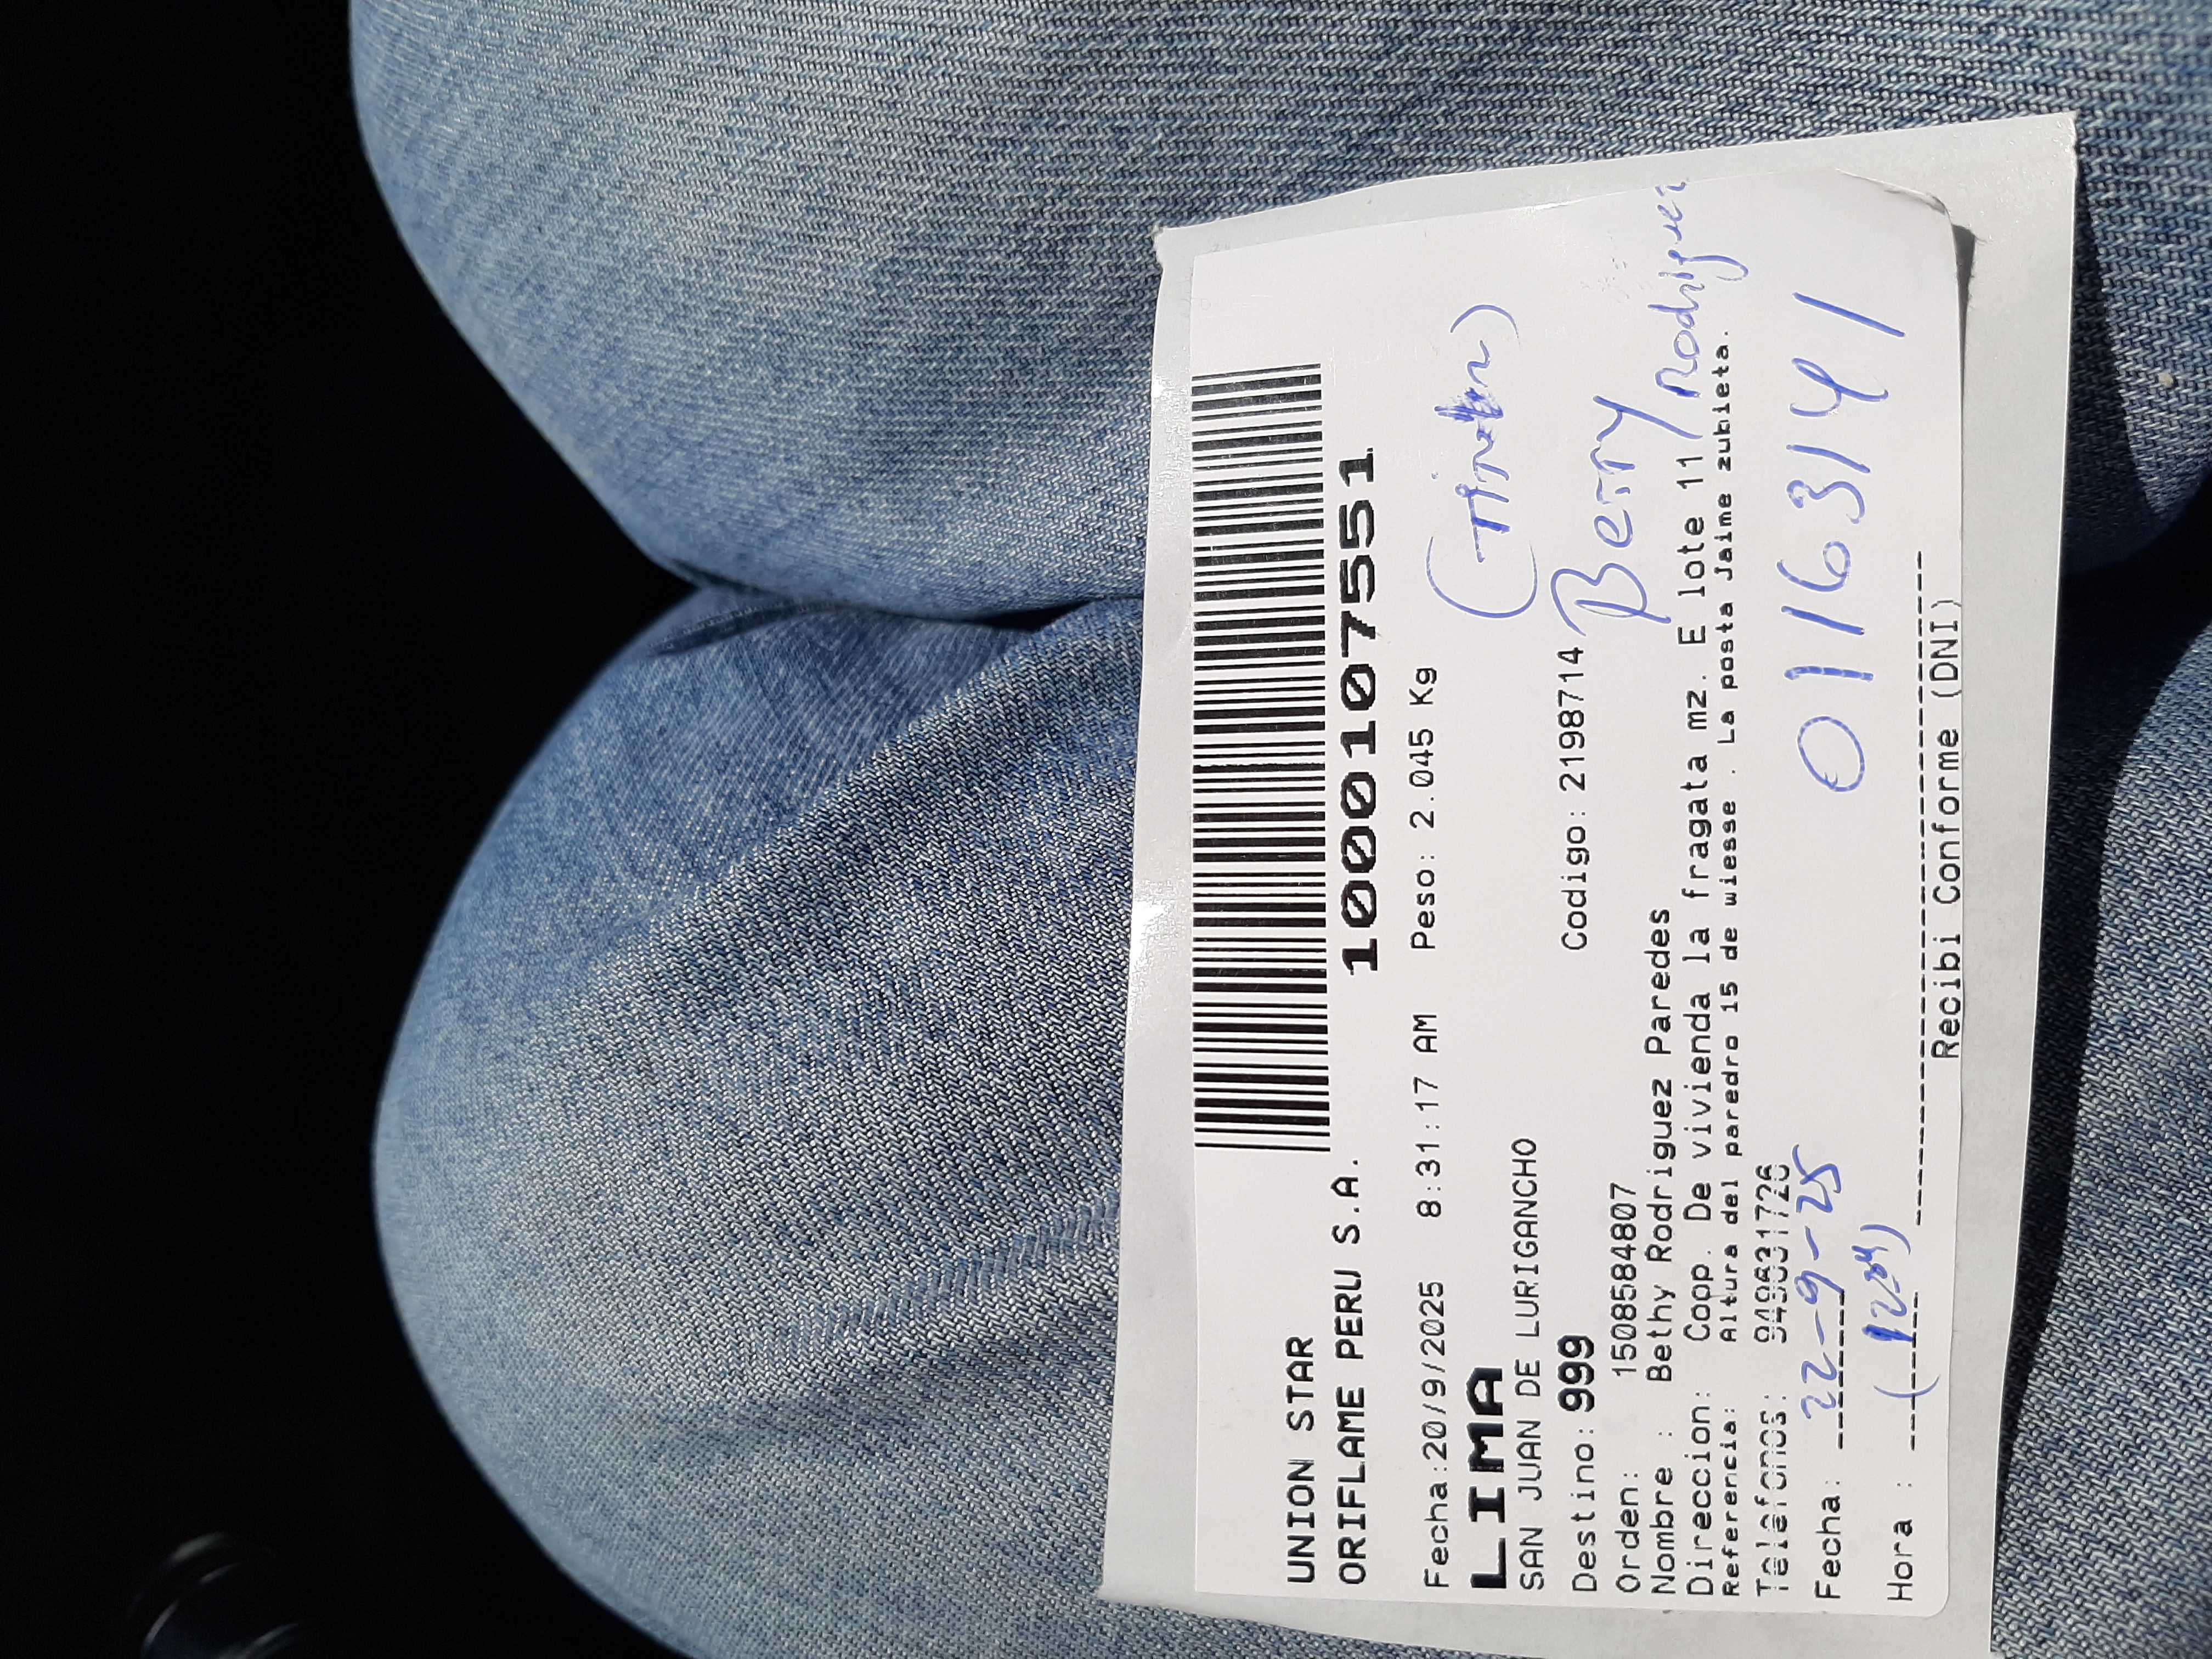 UNION STAR
ORIFLAME PERU S.A.
10001075551
Fecha:20/9/2025 8:31:17 AM Peso: 2.045 Kg
LIMA
SAN JUAN DE LURIGANCHO
Destino: 999 Codigo: 2198714
Orden: 1508584807
Nombre : Bethy Rodriguez Paredes
Betty Rodriguez
Direccion: Coop. De vivienda la fragata mz. E lote 11
Referencia: Altura del paredro 15 de wiesse . La posta Jaime zubieta.
Telefonos: 949831726
Fecha: 22-9-25
01163141
Hora :
Recibi Conforme (DNI)